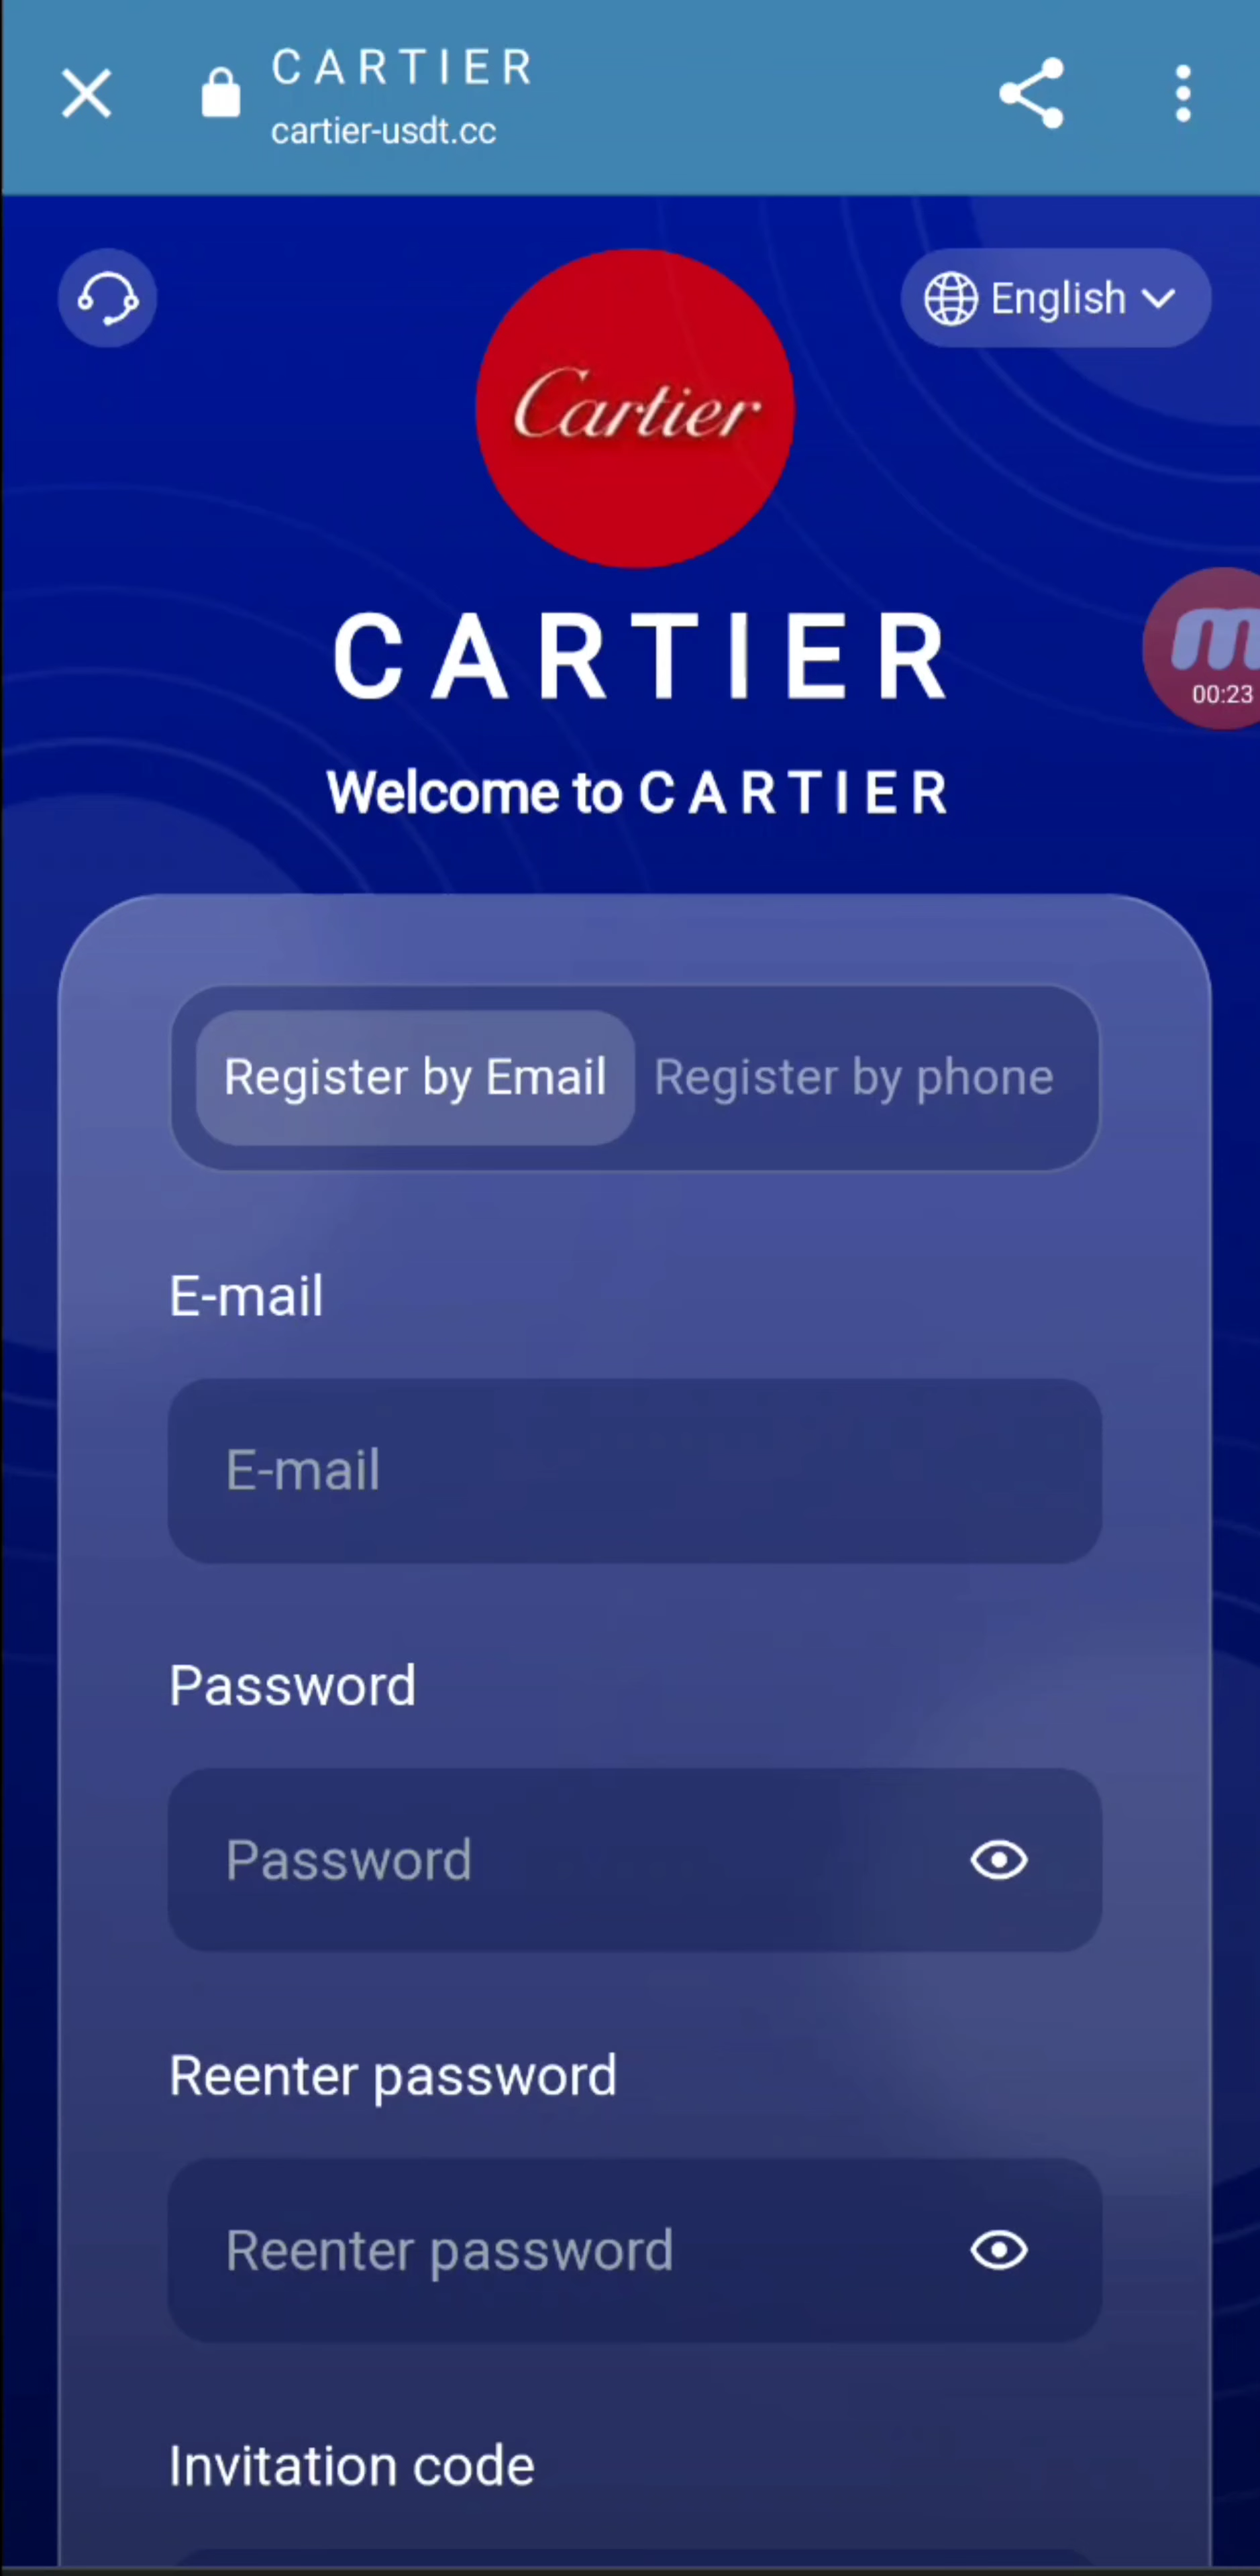 CARTIER
cartier-usdt.cc
English
Cartier
CARTIER
00:23
Welcome to CARTIER
Register by Email Register by phone
E-mail
E-mail
Password
Password
Reenter password
Reenter password
Invitation code